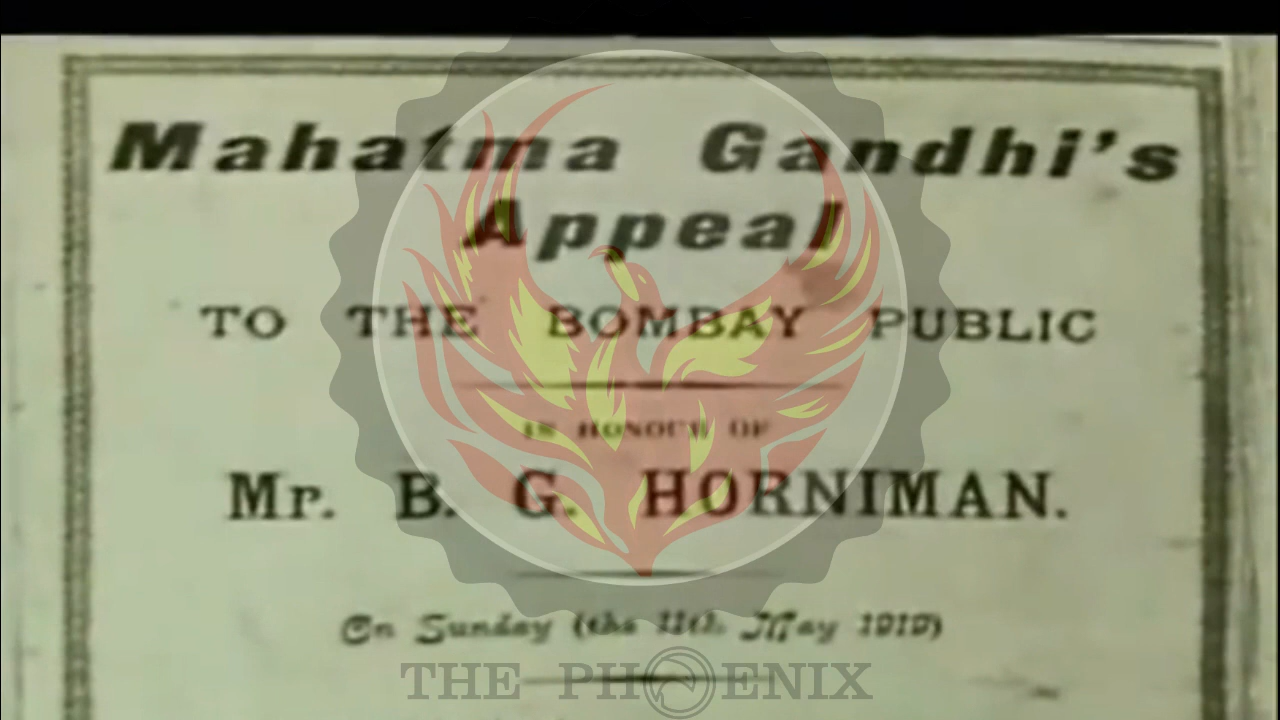 Mahatma Gandhi's
Appeal
TO THE BOMBAY PUBLIC
IN HONOUR OF
Mr. B. G. HORNIMAN.
On Sunday (the 11th May 1919)
THE PHOENIX